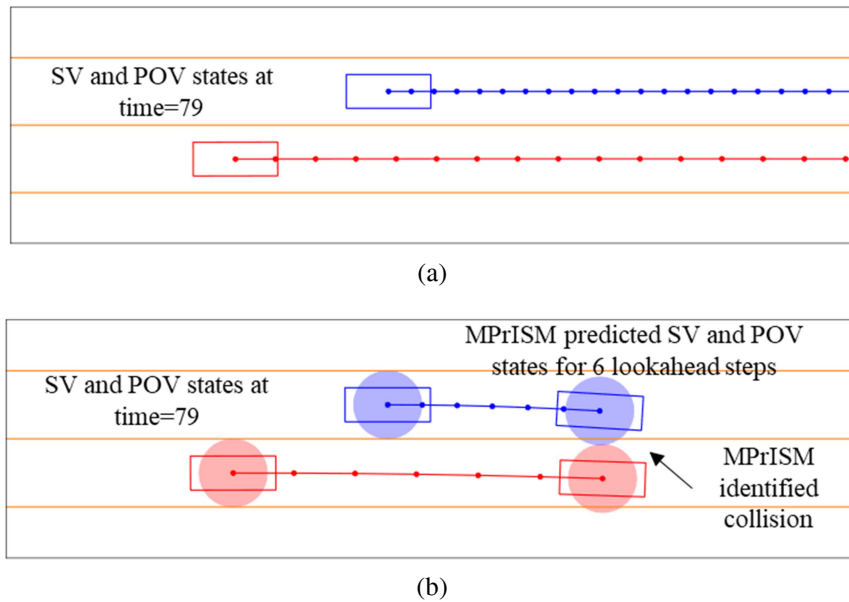 SV and POV states at
time=79
(a)
MPrISM predicted SV and POV
states for 6 lookahead steps
SV and POV states at
time=79
MPrISM
identified
collision
(b)